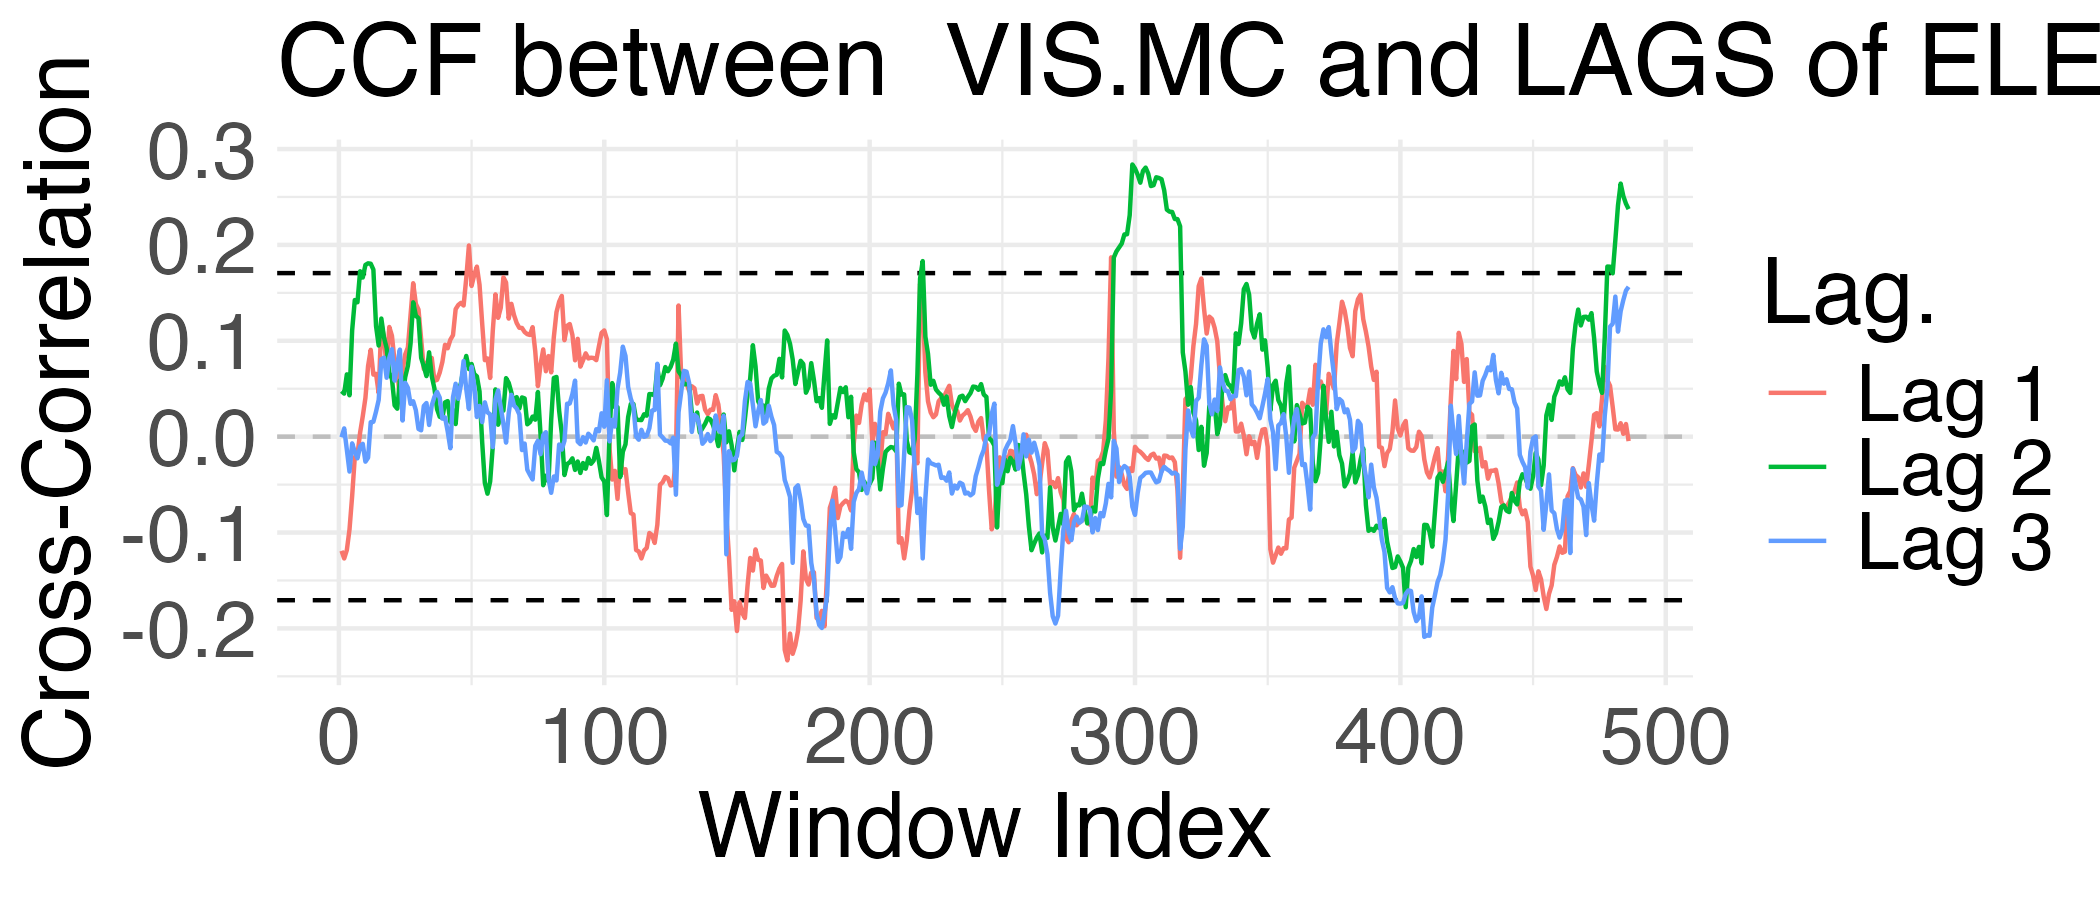 CCF between  VIS.MC and LAGS of ELE
Cross-Correlation
0.3
0.2
0.1
0.0
-0.1
-0.2
0 100 200 300 400 500
Window Index
Lag.
Lag 1
Lag 2
Lag 3